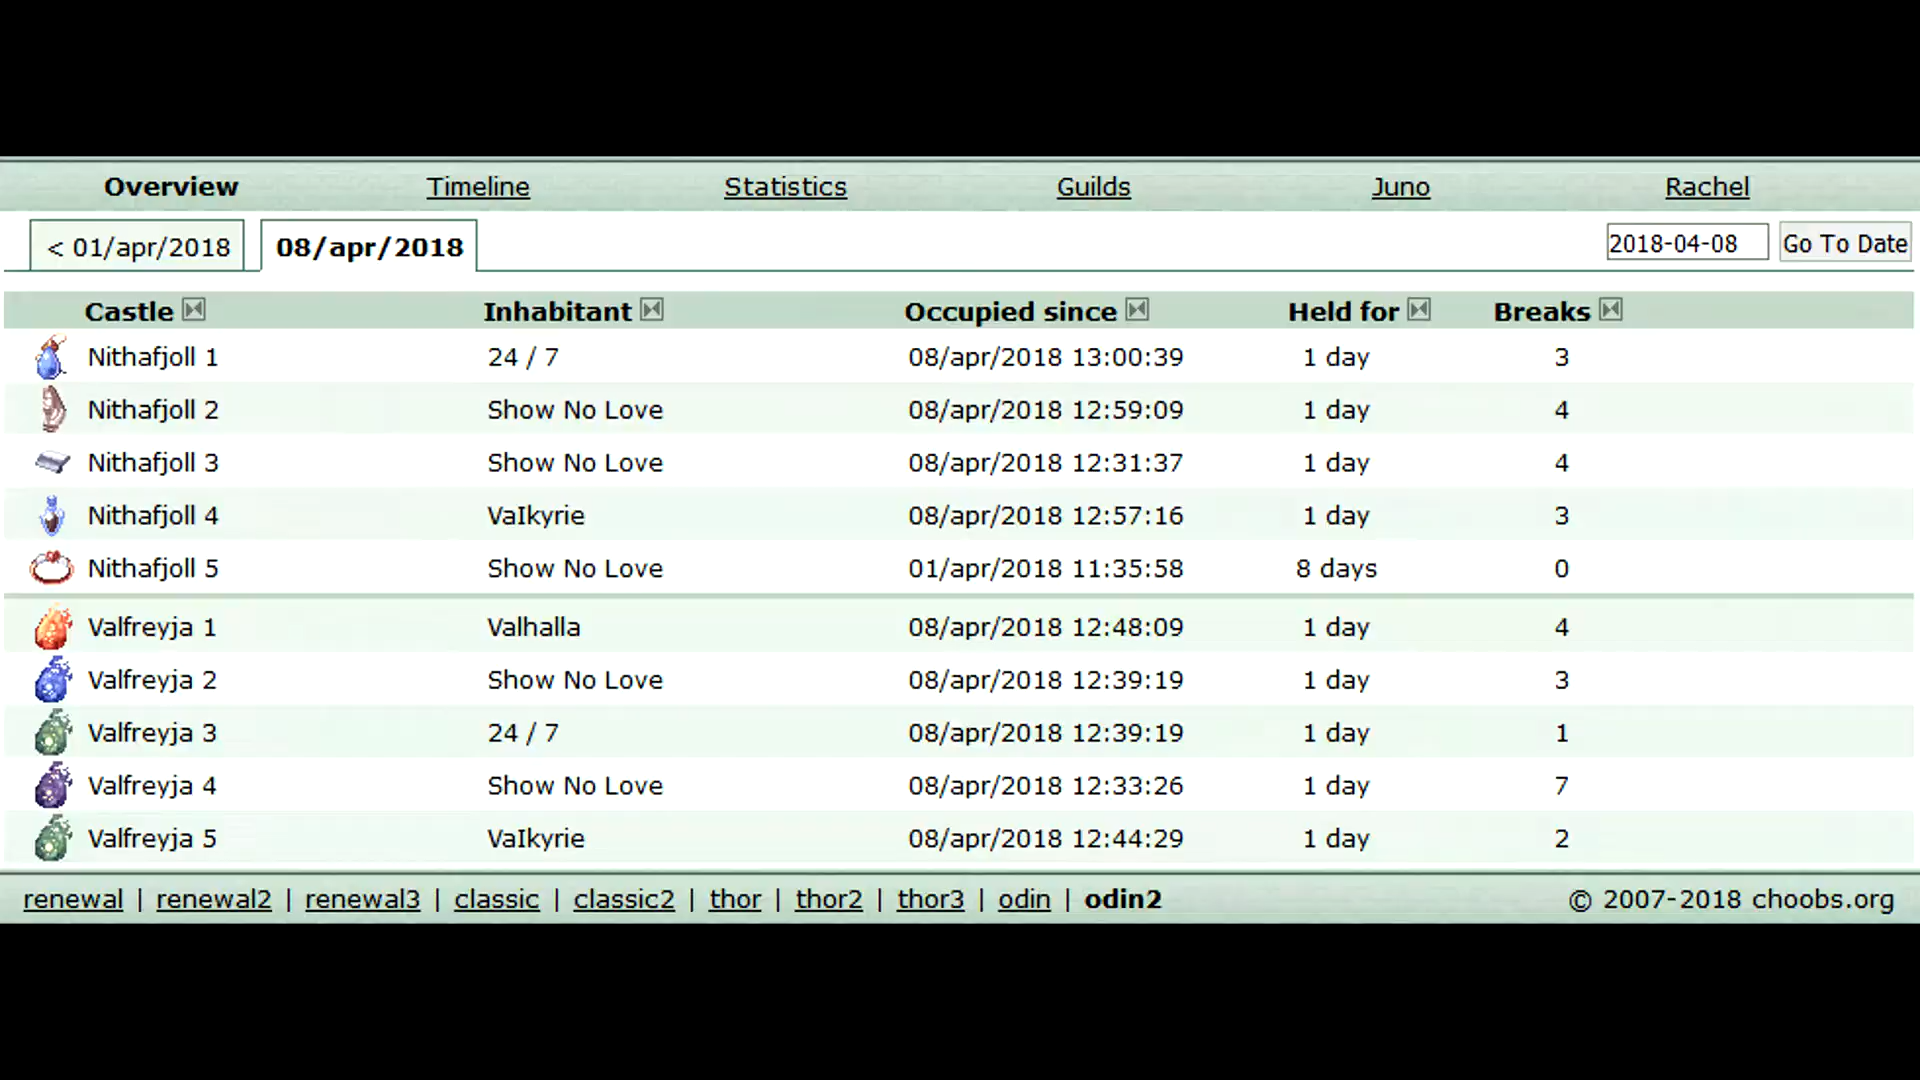 Overview Timeline Statistics Guilds Juno Rachel
< 01/apr/2018 08/apr/2018 2018-04-08 Go To Date
Castle Inhabitant Occupied since Held for Breaks
Nithafjoll 1 24 / 7 08/apr/2018 13:00:39 1 day 3
Nithafjoll 2 Show No Love 08/apr/2018 12:59:09 1 day 4
Nithafjoll 3 Show No Love 08/apr/2018 12:31:37 1 day 4
Nithafjoll 4 VaIkyrie 08/apr/2018 12:57:16 1 day 3
Nithafjoll 5 Show No Love 01/apr/2018 11:35:58 8 days 0
Valfreyja 1 Valhalla 08/apr/2018 12:48:09 1 day 4
Valfreyja 2 Show No Love 08/apr/2018 12:39:19 1 day 3
Valfreyja 3 24 / 7 08/apr/2018 12:39:19 1 day 1
Valfreyja 4 Show No Love 08/apr/2018 12:33:26 1 day 7
Valfreyja 5 VaIkyrie 08/apr/2018 12:44:29 1 day 2
renewal | renewal2 | renewal3 | classic | classic2 | thor | thor2 | thor3 | odin | odin2 © 2007-2018 choobs.org